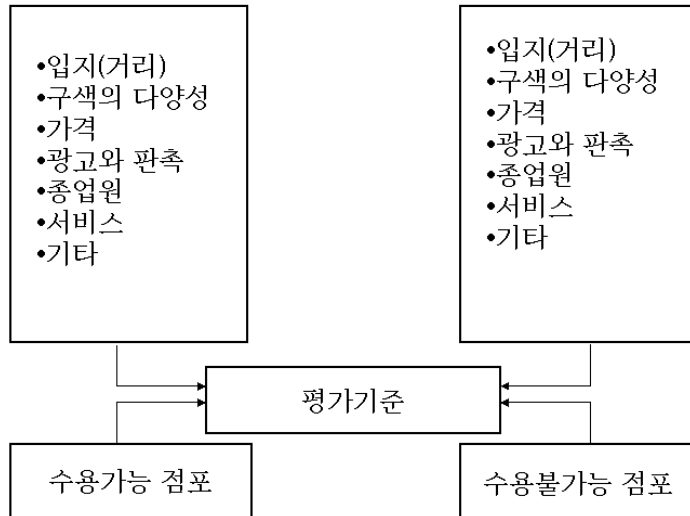 •입지(거리)
•구색의 다양성
•가격
•광고와 판촉
•종업원
•서비스
•기타
•입지(거리)
•구색의 다양성
•가격
•광고와 판촉
•종업원
•서비스
•기타
평가기준
수용가능 점포
수용불가능 점포